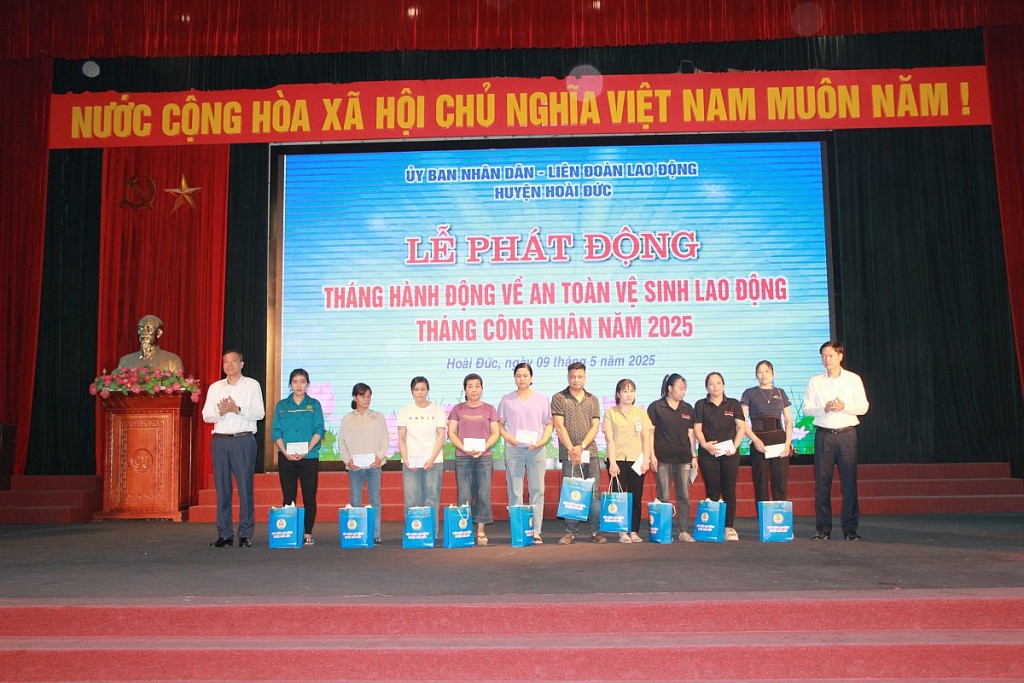 NƯỚC CỘNG HÒA XÃ HỘI CHỦ NGHĨA VIỆT NAM MUÔN NĂM !
ỦY BAN NHÂN DÂN - LIÊN ĐOÀN LAO ĐỘNG
HUYỆN HOÀI ĐỨC
LỄ PHÁT ĐỘNG
THÁNG HÀNH ĐỘNG VỀ AN TOÀN VỆ SINH LAO ĐỘNG
THÁNG CÔNG NHÂN NĂM 2025
Hoài Đức, ngày 09 tháng 5 năm 2025